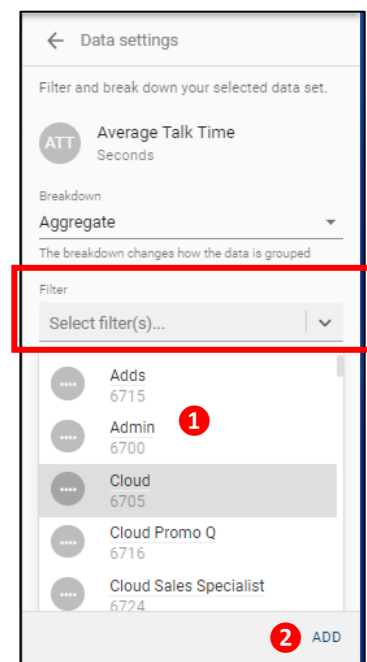 Data settings
Filter and break down your selected data set.
ATT
Average Talk Time
Seconds
Breakdown
Aggregate
The breakdown changes how the data is grouped
Filter
Select filter(s)...
Adds
6715
Admin
6700
1
Cloud
6705
Cloud Promo Q
6716
Cloud Sales Specialist
6724
2 ADD